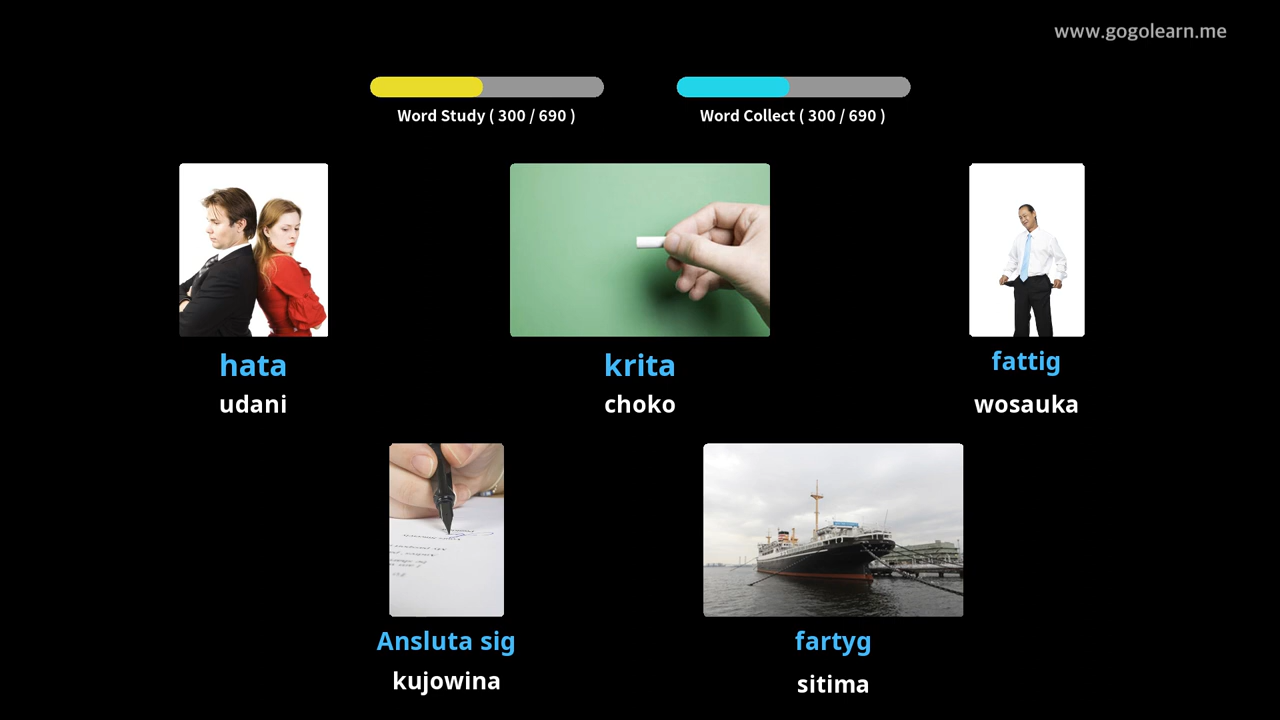 www.gogolearn.me
Word Study ( 300 / 690 )
Word Collect ( 300 / 690 )
hata
udani
krita
choko
fattig
wosauka
Ansluta sig
kujowina
fartyg
sitima